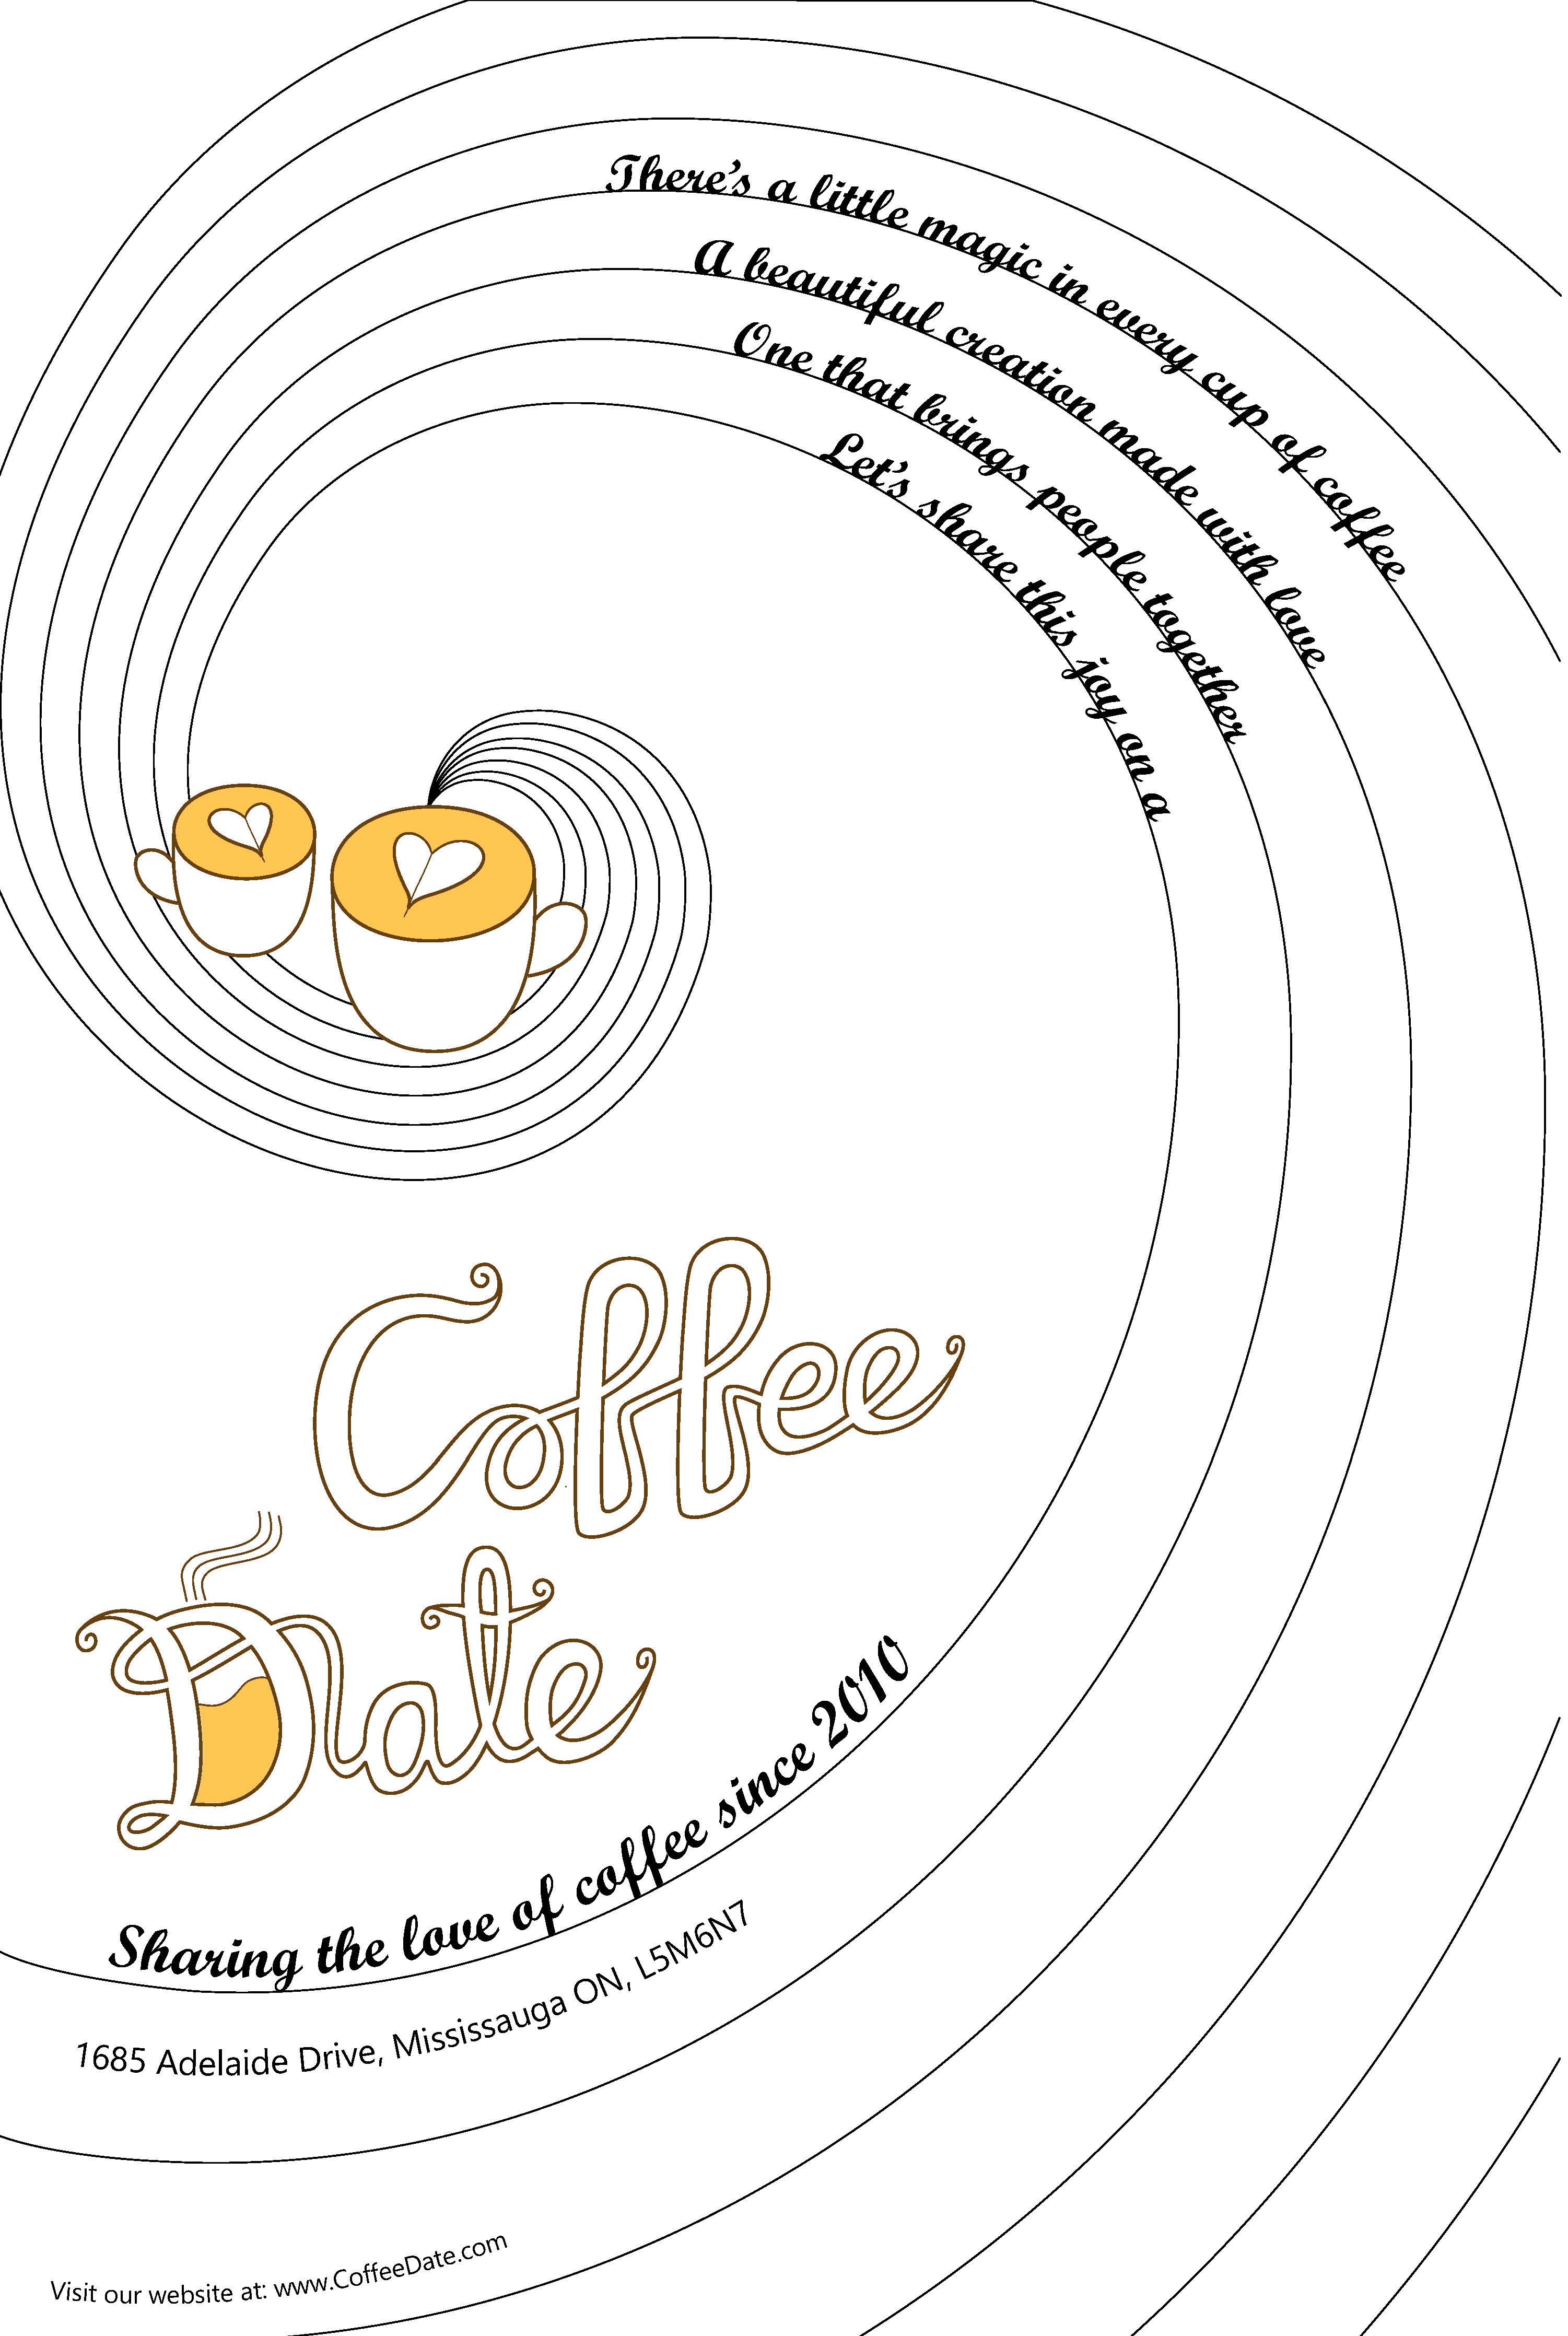 There's a little magic in every cup of coffee
A beautiful creation made with love
One that brings people together
Let's share this joy on a
Coffee
Date
Sharing the love of coffee since 2010
1685 Adelaide Drive, Mississauga ON, L5M6N7
Visit our website at: www.CoffeeDate.com